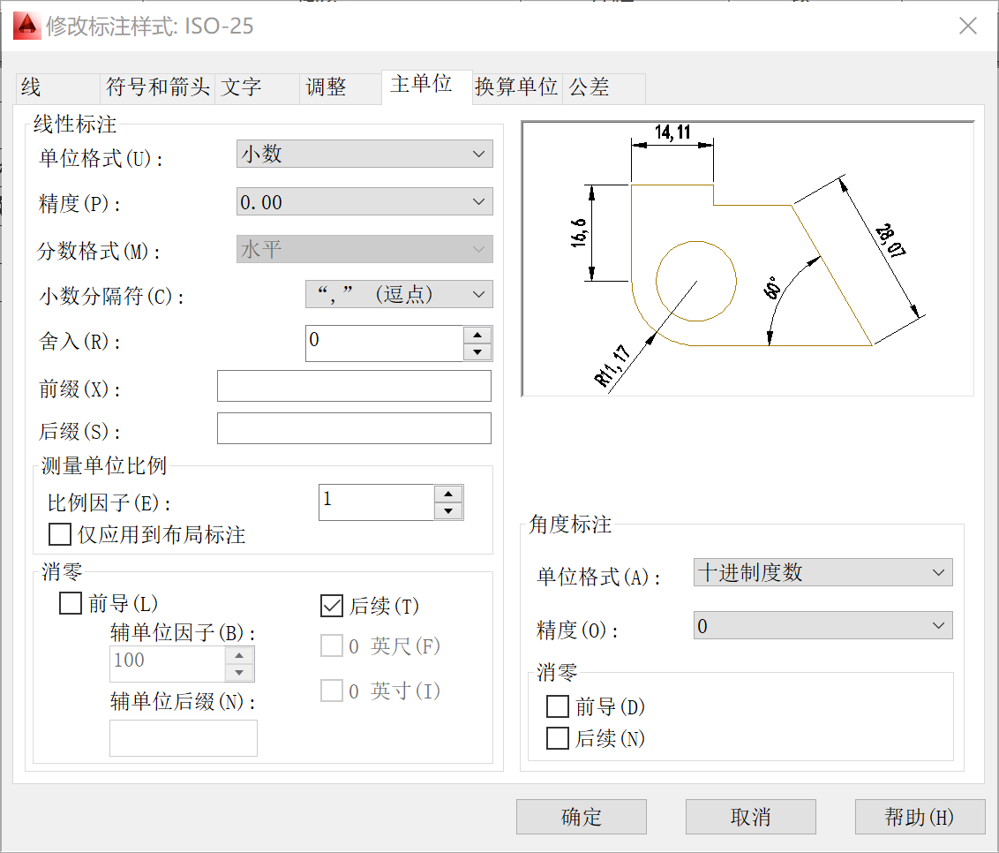 修改标注样式: ISO-25
线 符号和箭头 文字 调整 主单位 换算单位 公差
线性标注
单位格式(U): 小数
精度(P): 0.00
分数格式(M): 水平
小数分隔符(C): “,” (逗点)
舍入(R): 0
前缀(X):
后缀(S):
测量单位比例
比例因子(E): 1
仅应用到布局标注
消零
前导(L)
后续(T)
辅单位因子(B):
100
0 英尺(F)
辅单位后缀(N):
0 英寸(I)
14,11
16,6
28,07
60°
R11,17
角度标注
单位格式(A): 十进制度数
精度(O): 0
消零
前导(D)
后续(N)
确定 取消 帮助(H)